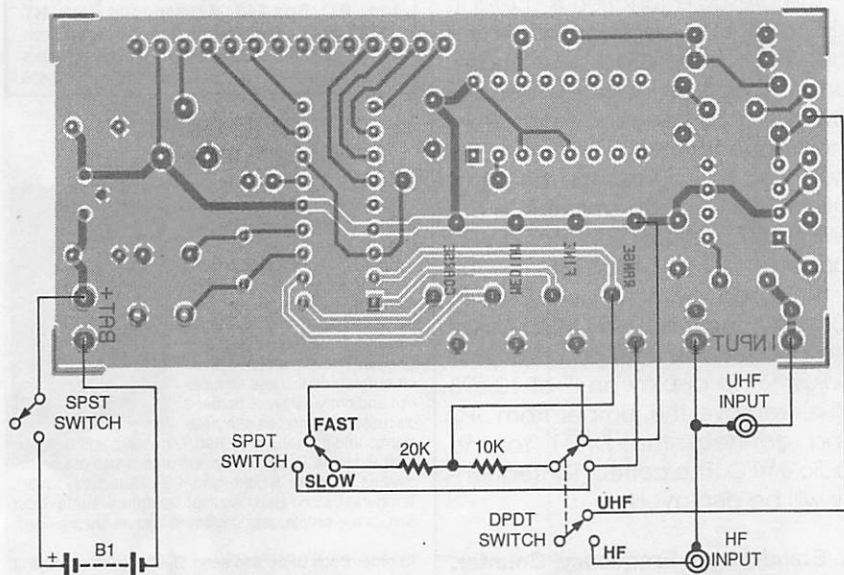 COARSE
MEDIUM
FINE
RANGE
BAT+
INPUT
SPST
SWITCH
+ B1
SPDT
SWITCH
FAST
SLOW
20K
10K
DPDT
SWITCH
UHF
HF
UHF
INPUT
HF
INPUT